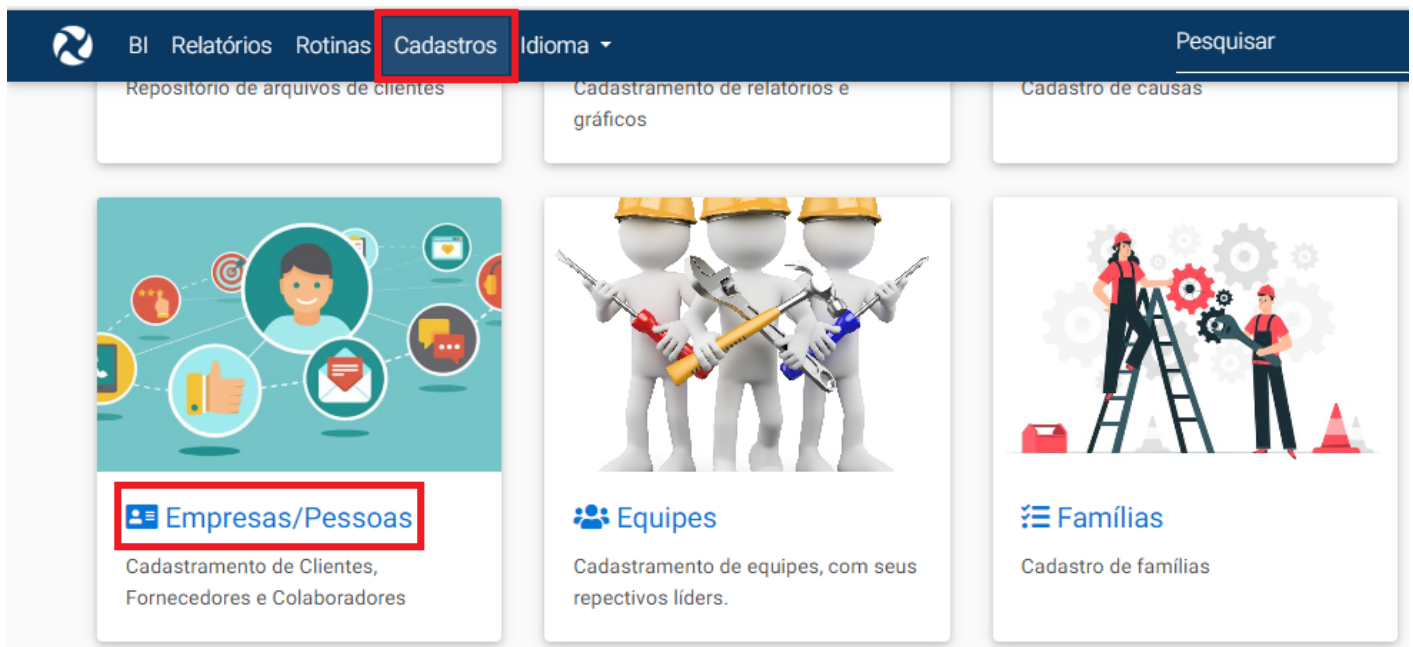 BI Relatórios Rotinas Cadastros Idioma
Pesquisar
Repositório de arquivos de clientes
Cadastramento de relatórios e
gráficos
Cadastro de causas
Empresas/Pessoas
Cadastramento de Clientes,
Fornecedores e Colaboradores
Equipes
Cadastramento de equipes, com seus
repectivos líders.
Famílias
Cadastro de famílias